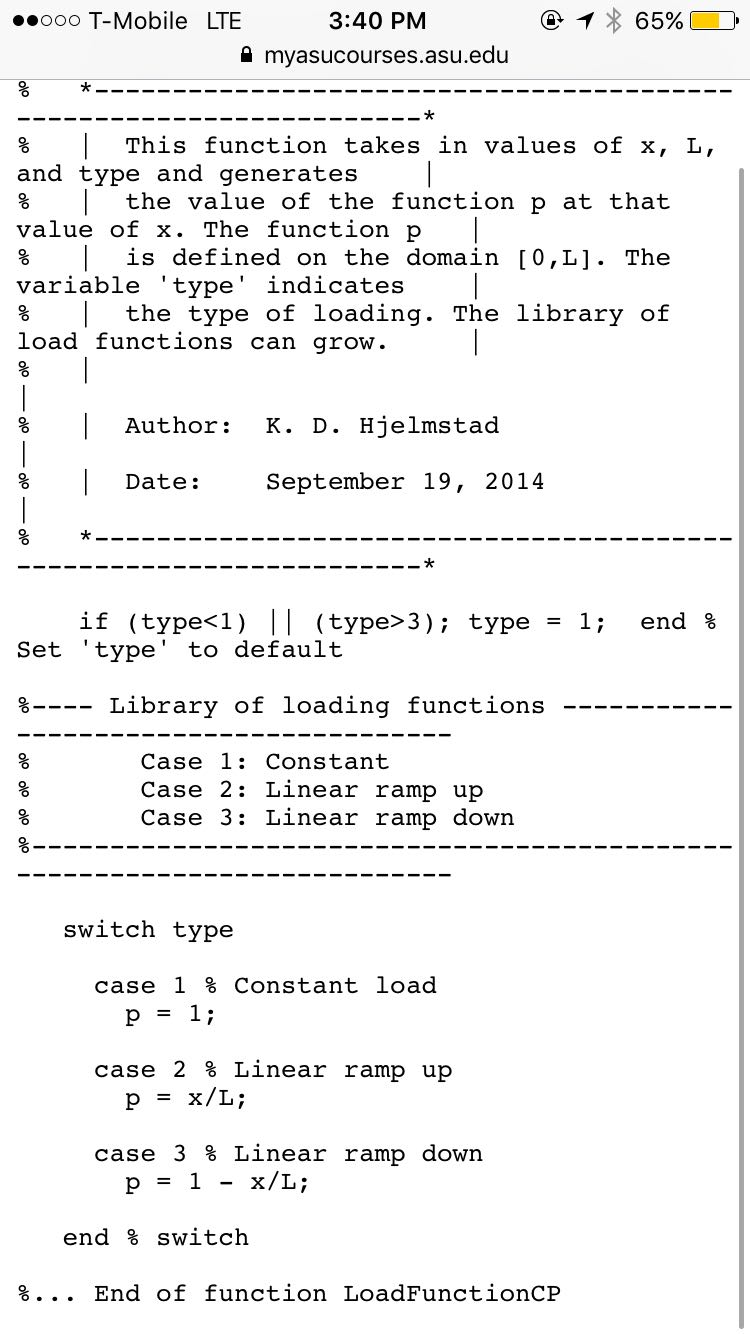 T-Mobile LTE 3:40 PM 65%
myasucourses.asu.edu
%   *-----------------------------------------
--------------------------*
%   |  This function takes in values of x, L,
and type and generates    |
%   |  the value of the function p at that
value of x. The function p   |
%   |  is defined on the domain [0,L]. The
variable 'type' indicates    |
%   |  the type of loading. The library of
load functions can grow.     |
%   |
|
%   |  Author:  K. D. Hjelmstad
|
%   |  Date:    September 19, 2014
|
%   *-----------------------------------------
--------------------------*
    if (type<1) || (type>3); type = 1;  end %
Set 'type' to default
%---- Library of loading functions -----------
----------------------------
%       Case 1: Constant
%       Case 2: Linear ramp up
%       Case 3: Linear ramp down
%---------------------------------------------
----------------------------
   switch type
     case 1 % Constant load
       p = 1;
     case 2 % Linear ramp up
       p = x/L;
     case 3 % Linear ramp down
       p = 1 - x/L;
   end % switch
%... End of function LoadFunctionCP